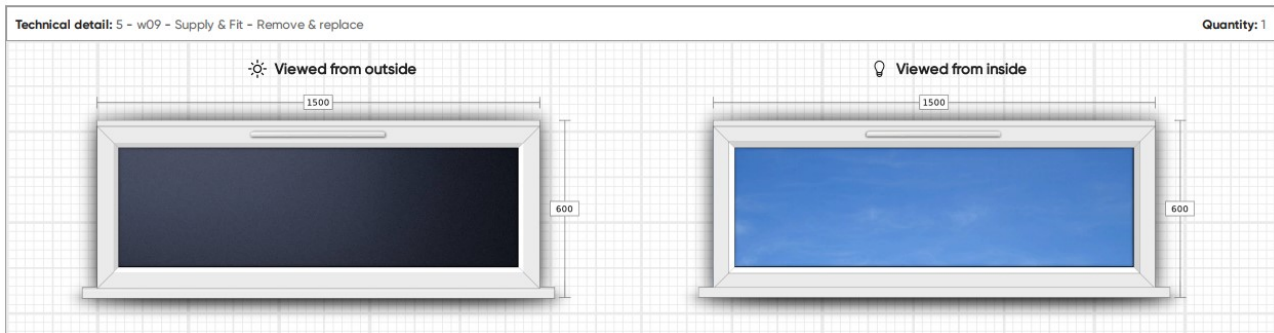 Technical detail: 5 - w09 - Supply & Fit - Remove & replace
Quantity: 1
Viewed from outside
Viewed from inside
1500
1500
600
600